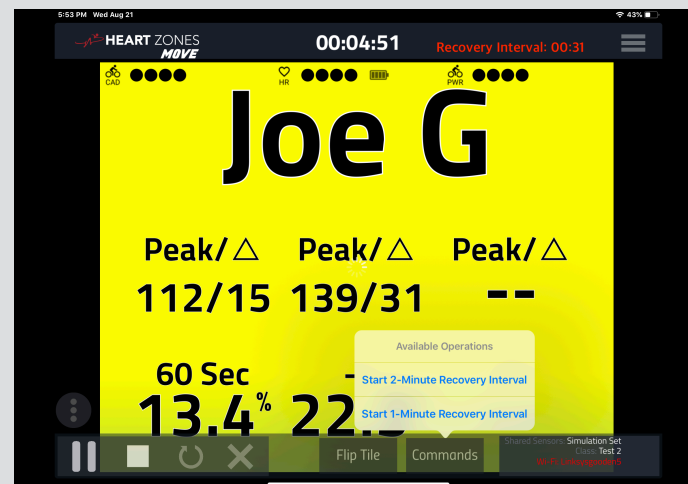 5:53 PM Wed Aug 21 43%
HEART ZONES
MOVE
00:04:51
Recovery Interval: 00:31
CAD
HR
PWR
Joe G
Peak/△ Peak/△ Peak/△
112/15 139/31 --
Available Operations
Start 2-Minute Recovery Interval
Start 1-Minute Recovery Interval
60 Sec
13.4% 22.
Flip Tile
Commands
Shared Sensors: Simulation Set
Class: Test 2